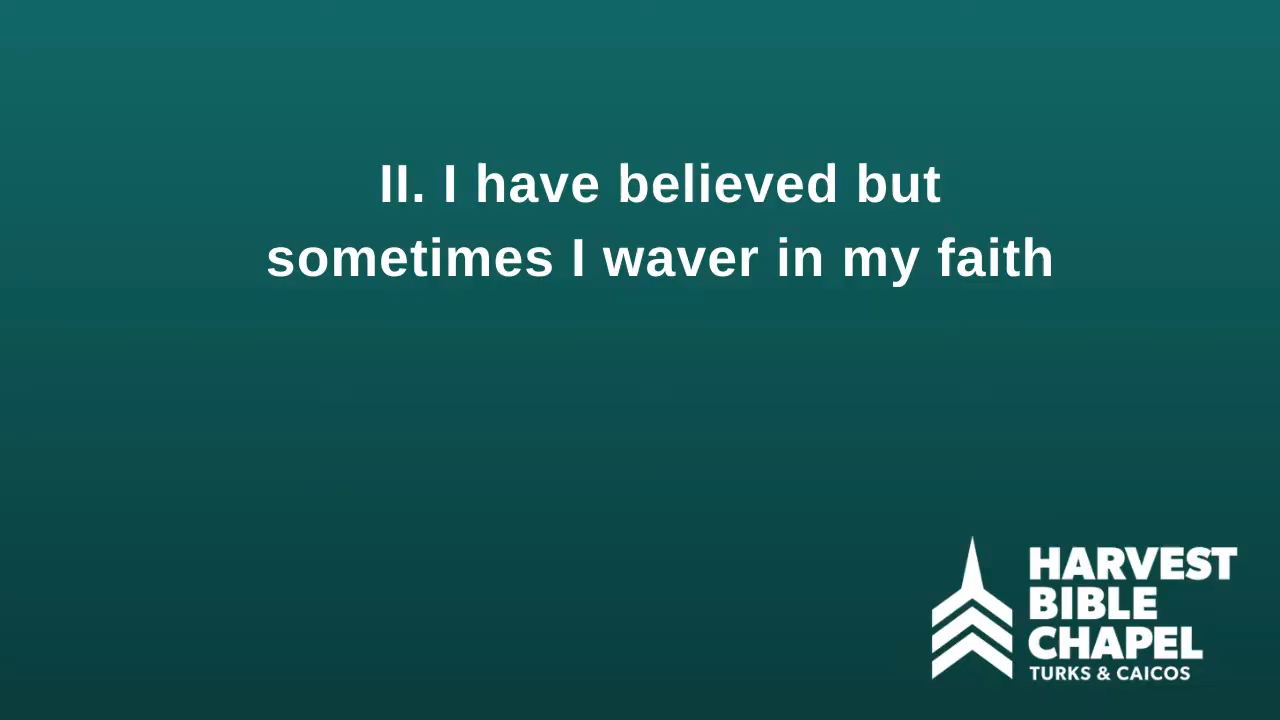 II. I have believed but
sometimes I waver in my faith
HARVEST
BIBLE
CHAPEL
TURKS & CAICOS